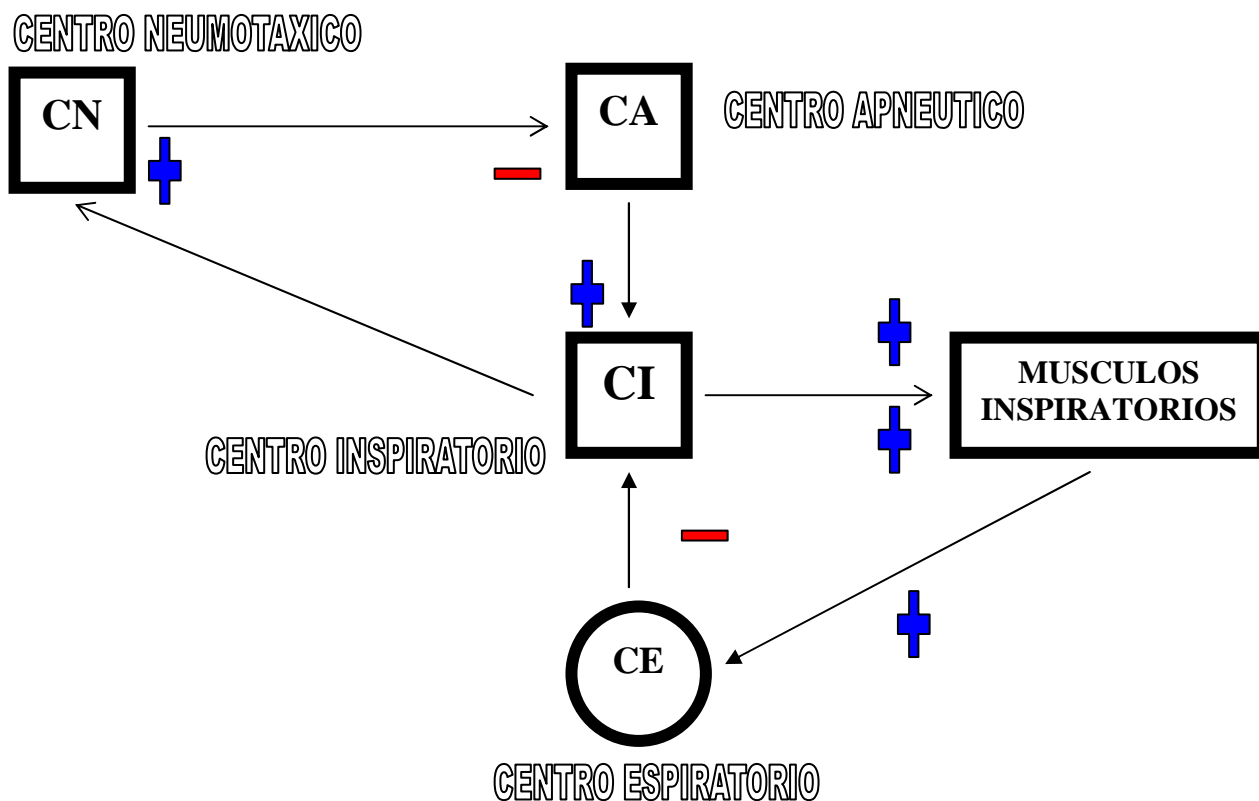 CENTRO NEUMOTAXICO
CN
CA
CENTRO APNEUTICO
CI
MUSCULOS
INSPIRATORIOS
CENTRO INSPIRATORIO
CE
CENTRO ESPIRATORIO